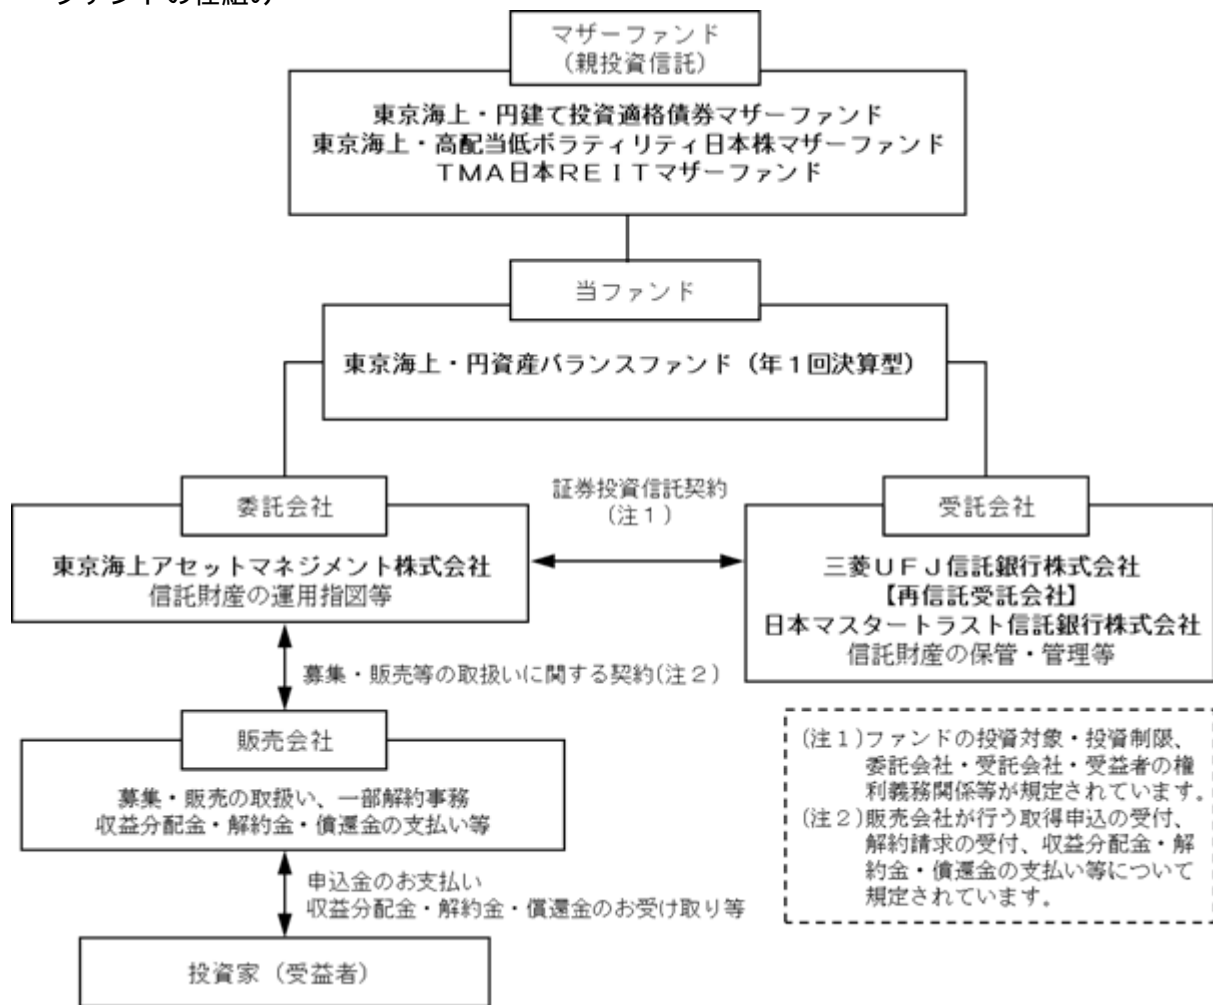 ファンドの仕組み
マザーファンド
(親投資信託)
東京海上・円建て投資適格債券マザーファンド
東京海上・高配当低ボラティリティ日本株マザーファンド
TMA日本REITマザーファンド
当ファンド
東京海上・円資産バランスファンド(年1回決算型)
委託会社
東京海上アセットマネジメント株式会社
信託財産の運用指図等
証券投資信託契約
(注1)
受託会社
三菱UFJ信託銀行株式会社
【再信託受託会社】
日本マスタートラスト信託銀行株式会社
信託財産の保管・管理等
募集・販売等の取扱いに関する契約(注2)
販売会社
募集・販売の取扱い、一部解約事務
収益分配金・解約金・償還金の支払い等
(注1)ファンドの投資対象・投資制限、
委託会社・受託会社・受益者の権
利義務関係等が規定されています。
(注2)販売会社が行う取得申込の受付、
解約請求の受付、収益分配金・解
約金・償還金の支払い等について
規定されています。
申込金のお支払い
収益分配金・解約金・償還金のお受け取り等
投資家(受益者)